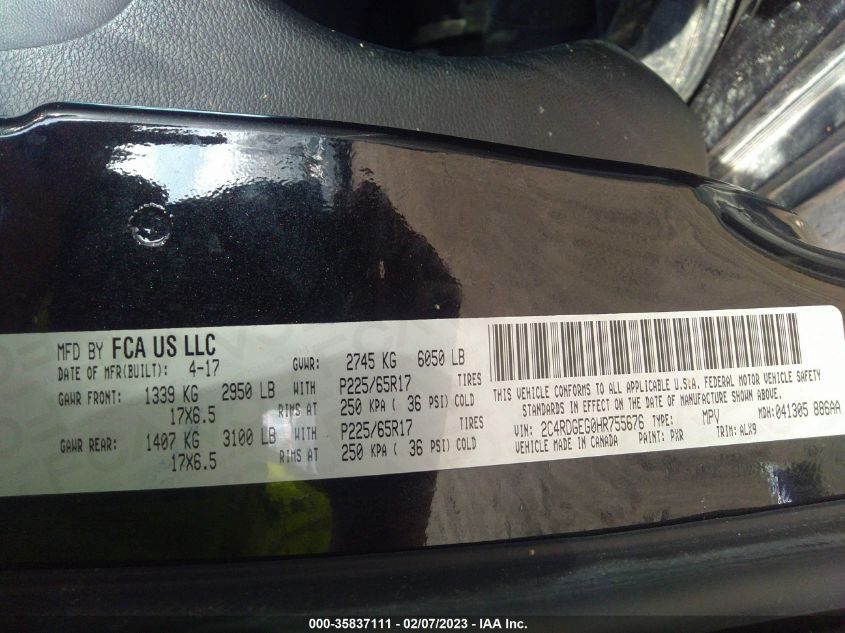 MFD BY FCA US LLC
DATE OF MFR(BUILT): 4-17
GVWR: 2745 KG 6050 LB
GAWR FRONT: 1339 KG 2950 LB WITH P225/65R17 TIRES
17X6.5 RIMS AT 250 KPA ( 36 PSI) COLD
GAWR REAR: 1407 KG 3100 LB WITH P225/65R17 TIRES
17X6.5 RIMS AT 250 KPA ( 36 PSI) COLD
THIS VEHICLE CONFORMS TO ALL APPLICABLE U.S.A. FEDERAL MOTOR VEHICLE SAFETY
STANDARDS IN EFFECT ON THE DATE OF MANUFACTURE SHOWN ABOVE.
VIN: 2C4RDGEG0HR755676 TYPE: MPV MDH: 041305 886AA
VEHICLE MADE IN CANADA PAINT: PXR TRIM: ALX9
000-35837111 — 02/07/2023 — IAA Inc.